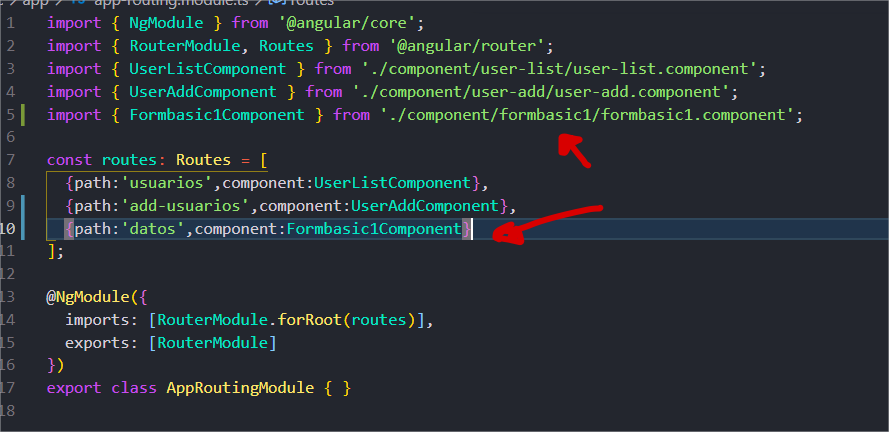 app > app-routing.module.ts > routes
1 import { NgModule } from '@angular/core';
2 import { RouterModule, Routes } from '@angular/router';
3 import { UserListComponent } from './component/user-list/user-list.component';
4 import { UserAddComponent } from './component/user-add/user-add.component';
5 import { Formbasic1Component } from './component/formbasic1/formbasic1.component';
6
7 const routes: Routes = [
8 {path:'usuarios',component:UserListComponent},
9 {path:'add-usuarios',component:UserAddComponent},
10 {path:'datos',component:Formbasic1Component}
11 ];
12
13 @NgModule({
14 imports: [RouterModule.forRoot(routes)],
15 exports: [RouterModule]
16 })
17 export class AppRoutingModule { }
18